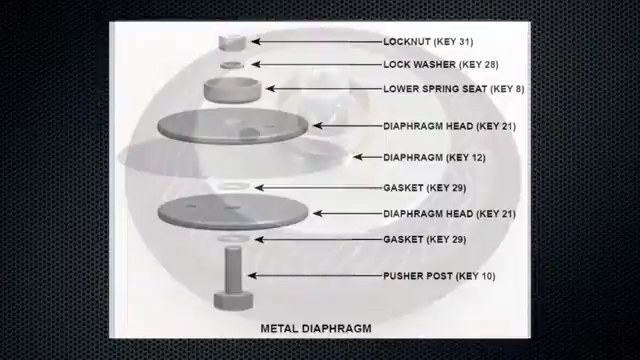 LOCKNUT (KEY 31)
LOCK WASHER (KEY 28)
LOWER SPRING SEAT (KEY 8)
DIAPHRAGM HEAD (KEY 21)
DIAPHRAGM (KEY 12)
GASKET (KEY 29)
DIAPHRAGM HEAD (KEY 21)
GASKET (KEY 29)
PUSHER POST (KEY 10)
METAL DIAPHRAGM